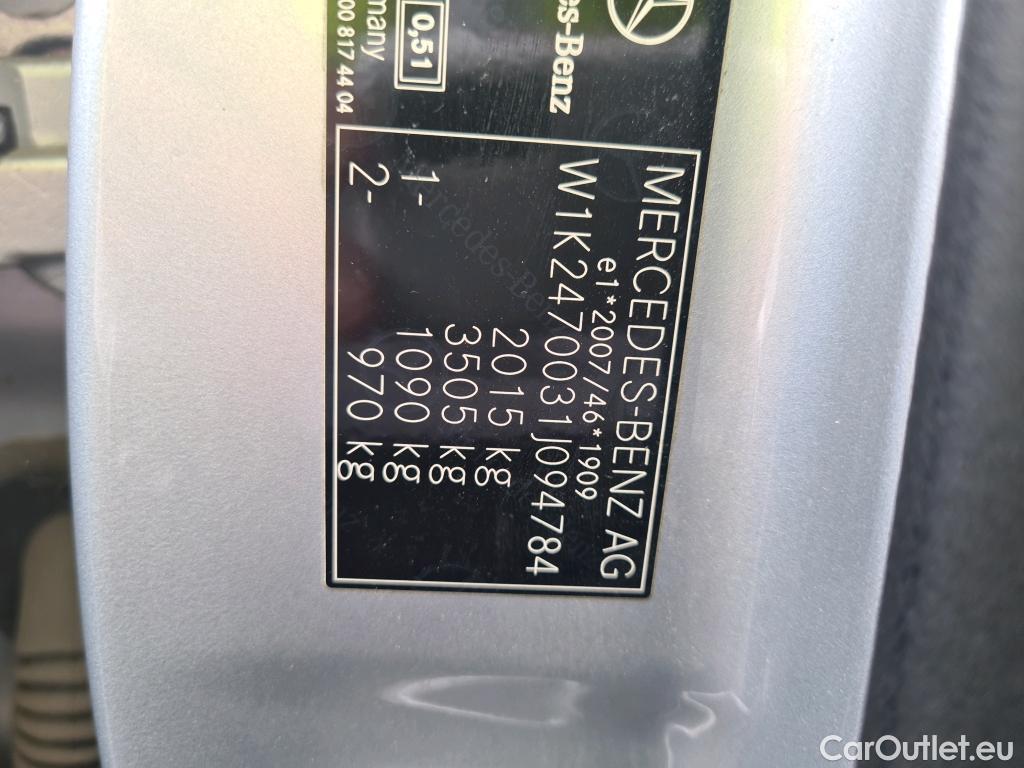 es-Benz
0,51
many
00 817 44 04
MERCEDES-BENZ AG
e1*2007/46*1909
W1K2470031J094784
2015 kg
3505 kg
1- 1090 kg
2- 970 kg
CarOutlet.eu